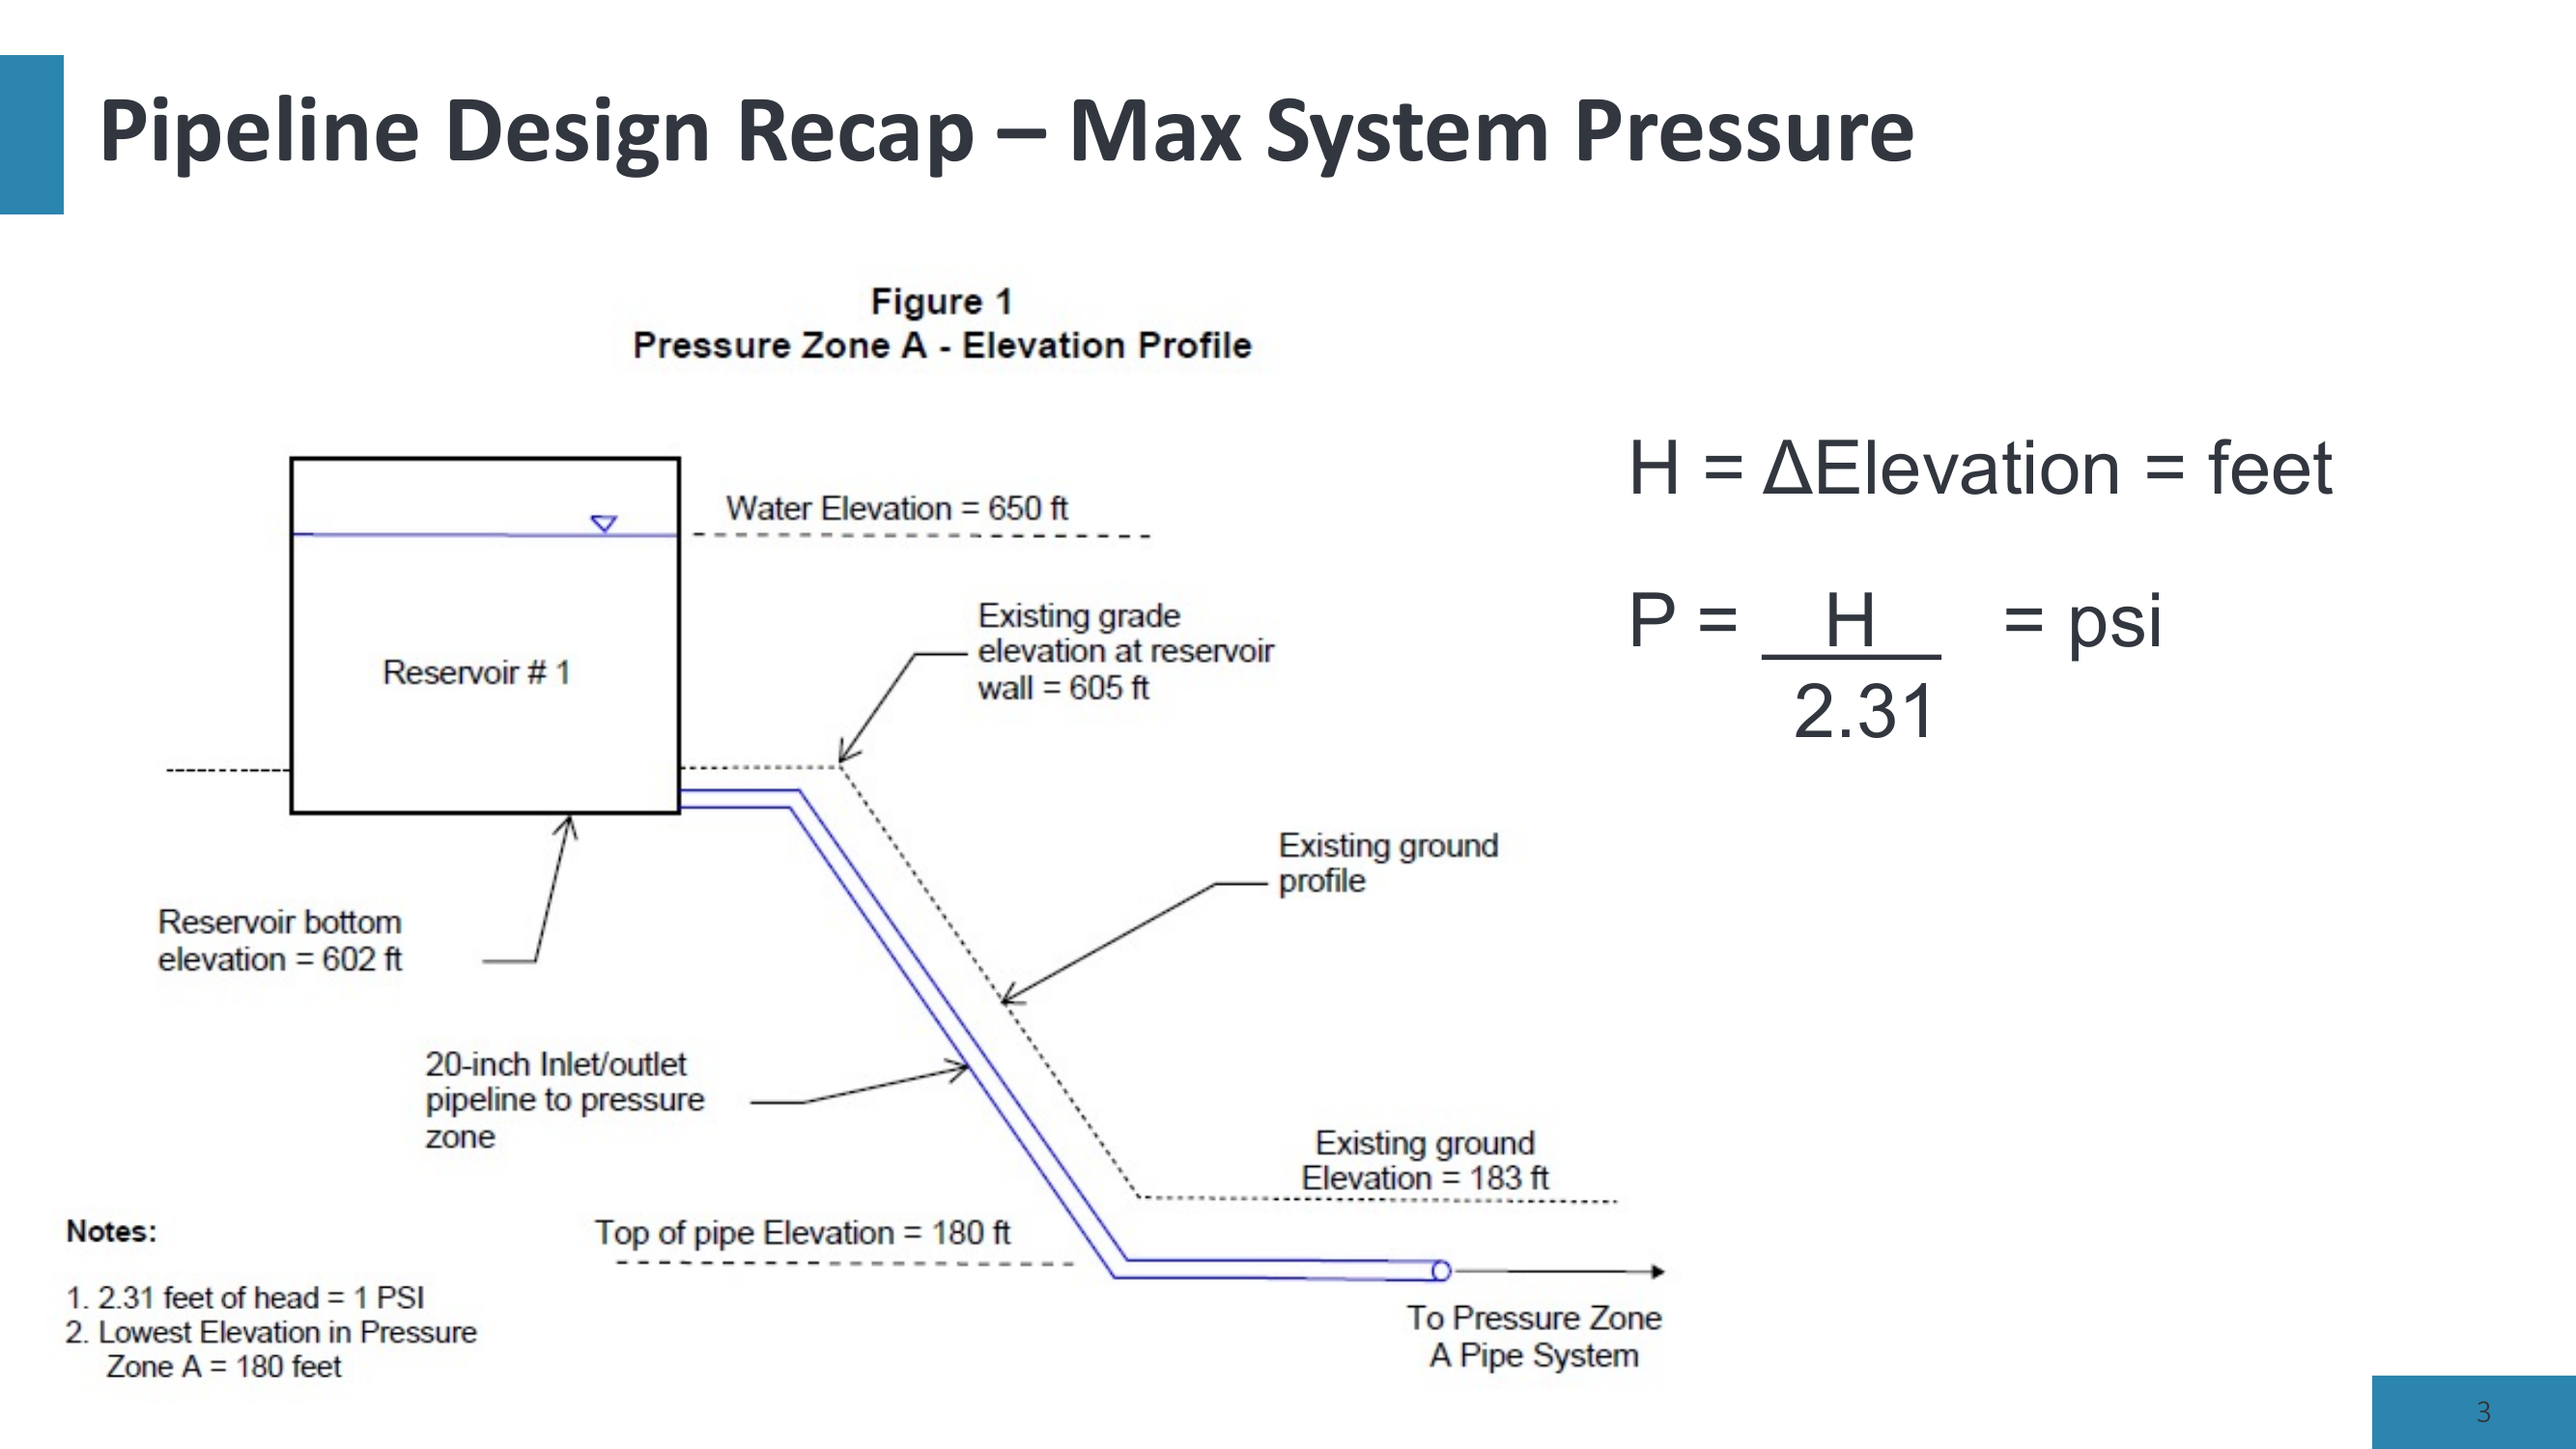 Pipeline Design Recap – Max System Pressure
Figure 1
Pressure Zone A - Elevation Profile
H = ΔElevation = feet
Water Elevation = 650 ft
P = H = psi
2.31
Existing grade
elevation at reservoir
wall = 605 ft
Reservoir # 1
Existing ground
profile
Reservoir bottom
elevation = 602 ft
20-inch Inlet/outlet
pipeline to pressure
zone
Existing ground
Elevation = 183 ft
Top of pipe Elevation = 180 ft
Notes:
1. 2.31 feet of head = 1 PSI
2. Lowest Elevation in Pressure
Zone A = 180 feet
To Pressure Zone
A Pipe System
3